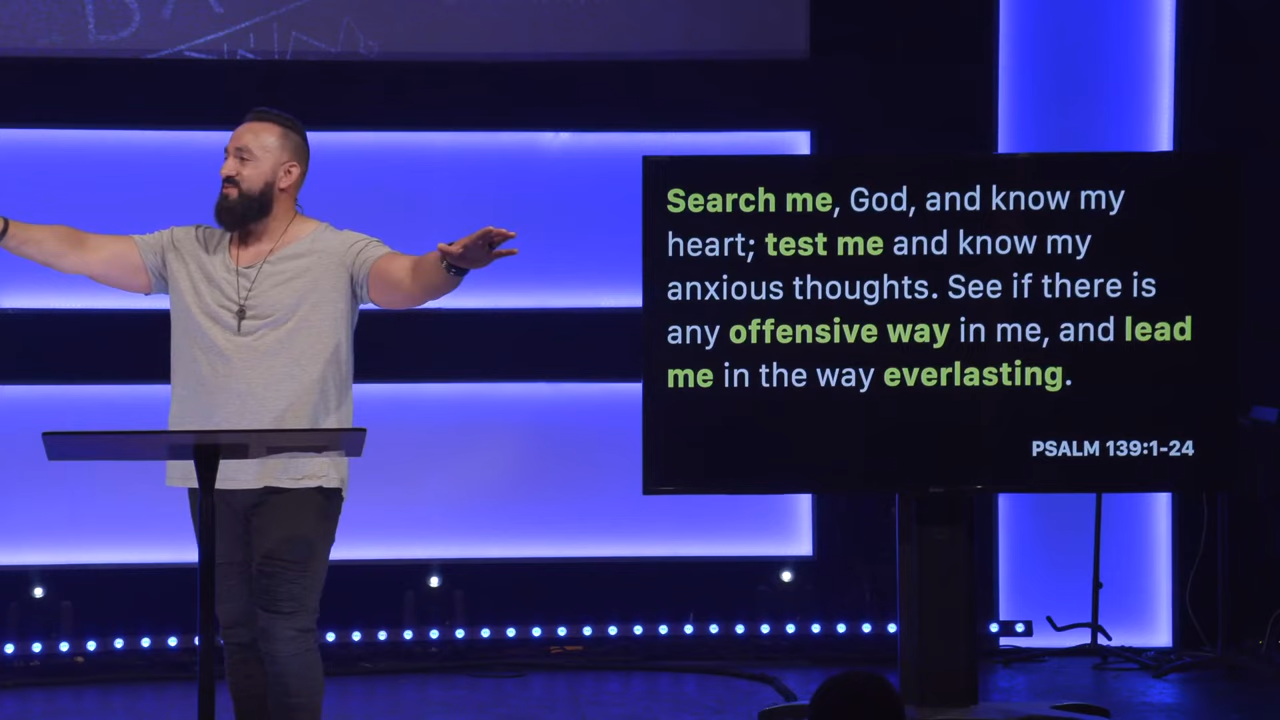 Search me, God, and know my
heart; test me and know my
anxious thoughts. See if there is
any offensive way in me, and lead
me in the way everlasting.
PSALM 139:1-24